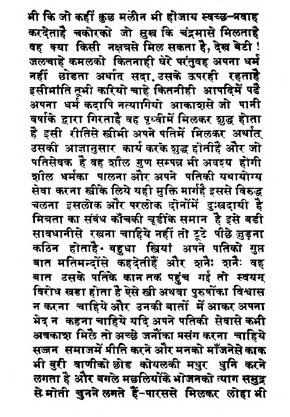 भी कि जो कहीं कुछ मलीन भी होजाय स्वच्छ-प्रवाह
करदेताहै चकोरको जो सुख कि चंद्रमासे मिलताहै
वह क्या किसी नक्षत्रसे मिल सकता है, देख बेटी!
जलचाहे कमलको कितनाही घेरे परंतुवह अपना धर्म
नहीं छोडता अर्थात् सदा. उसके ऊपरही रहताहै
इसीभांति तूभी करियो चाहे कितनीही आपदिमें पडै
अपना धर्म कदापि नत्यागियो आकाशसे जो पानी
वर्षाके द्वारा गिरताहै वह पृथ्वीमें मिलकर शुद्ध होता
है इसी रीतिसे स्त्रीभी अपने पतिमें मिलकर अर्थात्.
उसकी आज्ञानुसार कार्य करके शुद्ध होतीहै और जो
पतिसेवक है वह शील गुण सम्पन्न भी अवश्य होगी
शील धर्मका पालना और अपने पतिकी यथायोग्य
सेवा करना स्त्रीके लिये यही मुक्ति मार्गहै इससे विरुद्ध
चलना इसलोक और परलोक दोनोंमें दुःखदायी है
मित्रता का संबंध काँचकी चूडीके समान है इसे बडी
सावधानीसे रखना चाहिये नहीं तो टूटे पीछै जुडना
कठिन होताहै· बहुधा स्त्रियां अपने पतिकी गुप्त
बात मतिमन्दोंसे कहदेतीहैं और शनैः शनैः वह
बात उसके पतिके कान तक पहुंच गई तो स्वयम्
विरोध खडा होता है ऐसे स्त्री अथवा पुरुषोंका विश्वास
न करना चाहिये और उनकी बातों में आकर अपना
भेद न कहना चाहिये यदि अपने पतिकी सेवासे कभी
अवकाश मिलै तो अच्छे जनोंका प्रसंग करना चाहिये
सज्जन समाजमें प्रीति करने और मनको माँजनेसे काक
भी बुरी वाणीको छोड कोयलकी मधुर धुनि करने
लगता है और बगले मछलियोंके भोजनको त्याग समुद्र
से मोती चुनने लगते हैं-पारससे मिलकर लोहा भी